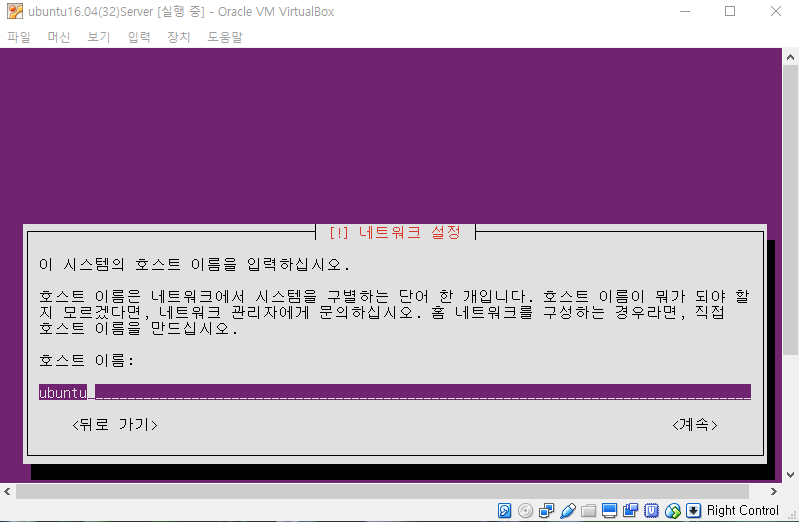 ubuntu16.04(32)Server [실행 중] - Oracle VM VirtualBox
파일 머신 보기 입력 장치 도움말
[!] 네트워크 설정
이 시스템의 호스트 이름을 입력하십시오.
호스트 이름은 네트워크에서 시스템을 구별하는 단어 한 개입니다. 호스트 이름이 뭐가 되야 할
지 모르겠다면, 네트워크 관리자에게 문의하십시오. 홈 네트워크를 구성하는 경우라면, 직접
호스트 이름을 만드십시오.
호스트 이름:
ubuntu
<뒤로 가기> <계속>
Right Control